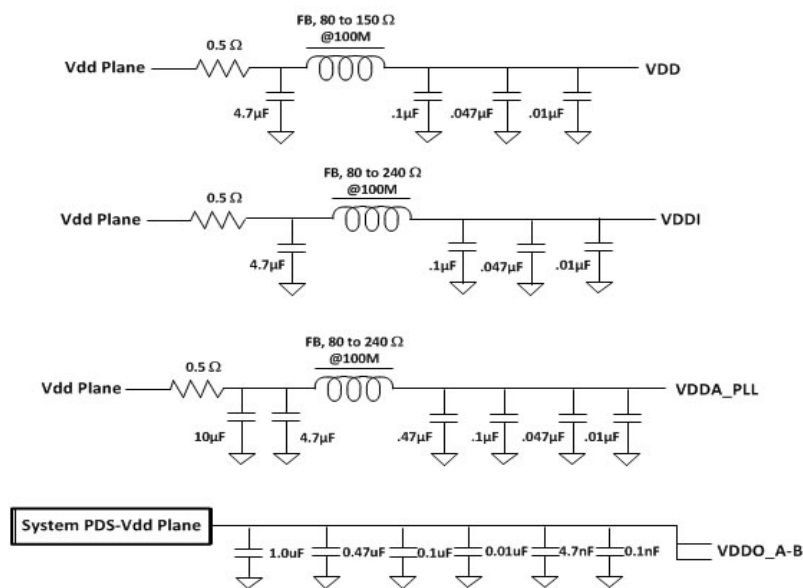 FB, 80 to 150 Ω
@100M
0.5 Ω
Vdd Plane
VDD
4.7µF
.1µF
.047µF
.01µF
FB, 80 to 240 Ω
@100M
0.5 Ω
Vdd Plane
VDDI
4.7µF
.1µF
.047µF
.01µF
FB, 80 to 240 Ω
@100M
0.5 Ω
Vdd Plane
VDDA_PLL
10µF
4.7µF
.47µF
.1µF
.047µF
.01µF
System PDS-Vdd Plane
1.0uF
0.47uF
0.1uF
0.01uF
4.7nF
0.1nF
VDDO_A-B